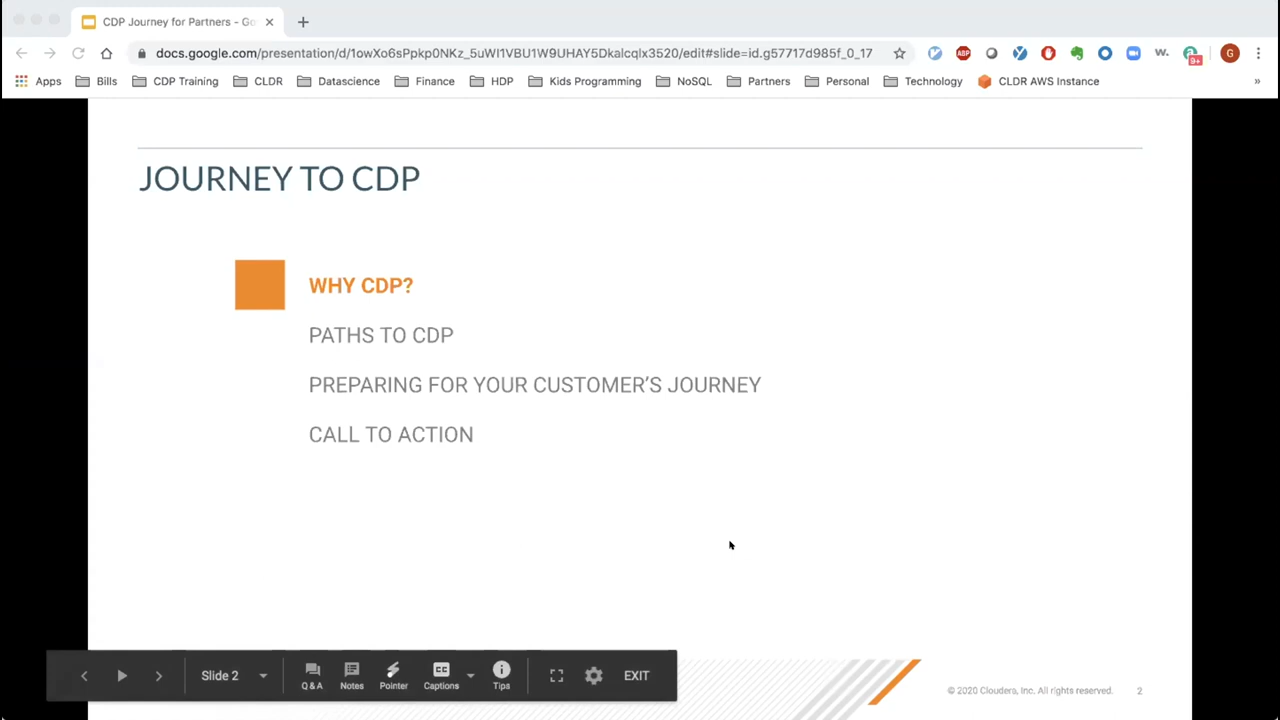 CDP Journey for Partners - Go
docs.google.com/presentation/d/1owXo6sPpkp0NKz_5uWI1VBU1W9UHAY5Dkalcqlx3520/edit#slide=id.g57717d985f_0_17
ABP
W.
9+
G
Apps
Bills
CDP Training
CLDR
Datascience
Finance
HDP
Kids Programming
NoSQL
Partners
Personal
Technology
CLDR AWS Instance
»
JOURNEY TO CDP
WHY CDP?
PATHS TO CDP
PREPARING FOR YOUR CUSTOMER'S JOURNEY
CALL TO ACTION
Slide 2
Q & A
Notes
Pointer
CC
Captions
Tips
EXIT
© 2020 Cloudera, Inc. All rights reserved.
2